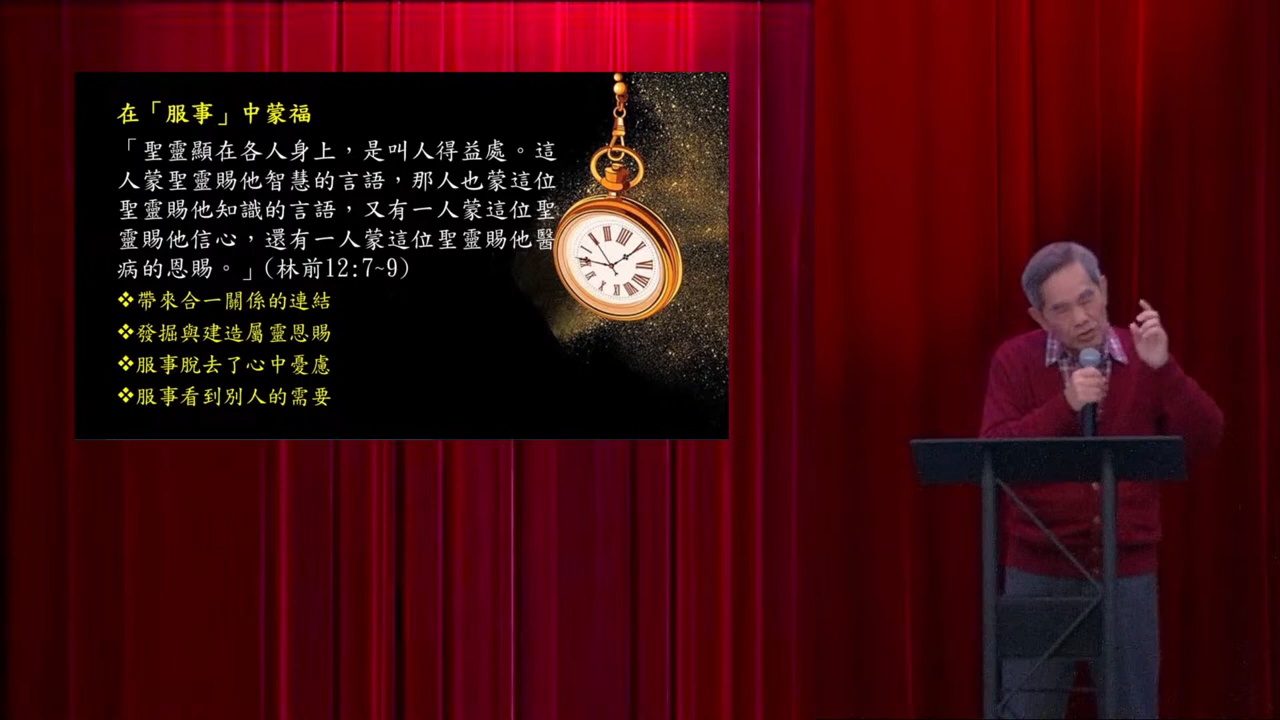 在「服事」中蒙福
「聖靈顯在各人身上，是叫人得益處。這
人蒙聖靈賜他智慧的言語，那人也蒙這位
聖靈賜他知識的言語，又有一人蒙這位聖
靈賜他信心，還有一人蒙這位聖靈賜他醫
病的恩賜。」(林前12:7~9)
❖帶來合一關係的連結
❖發掘與建造屬靈恩賜
❖服事脫去了心中憂慮
❖服事看到別人的需要